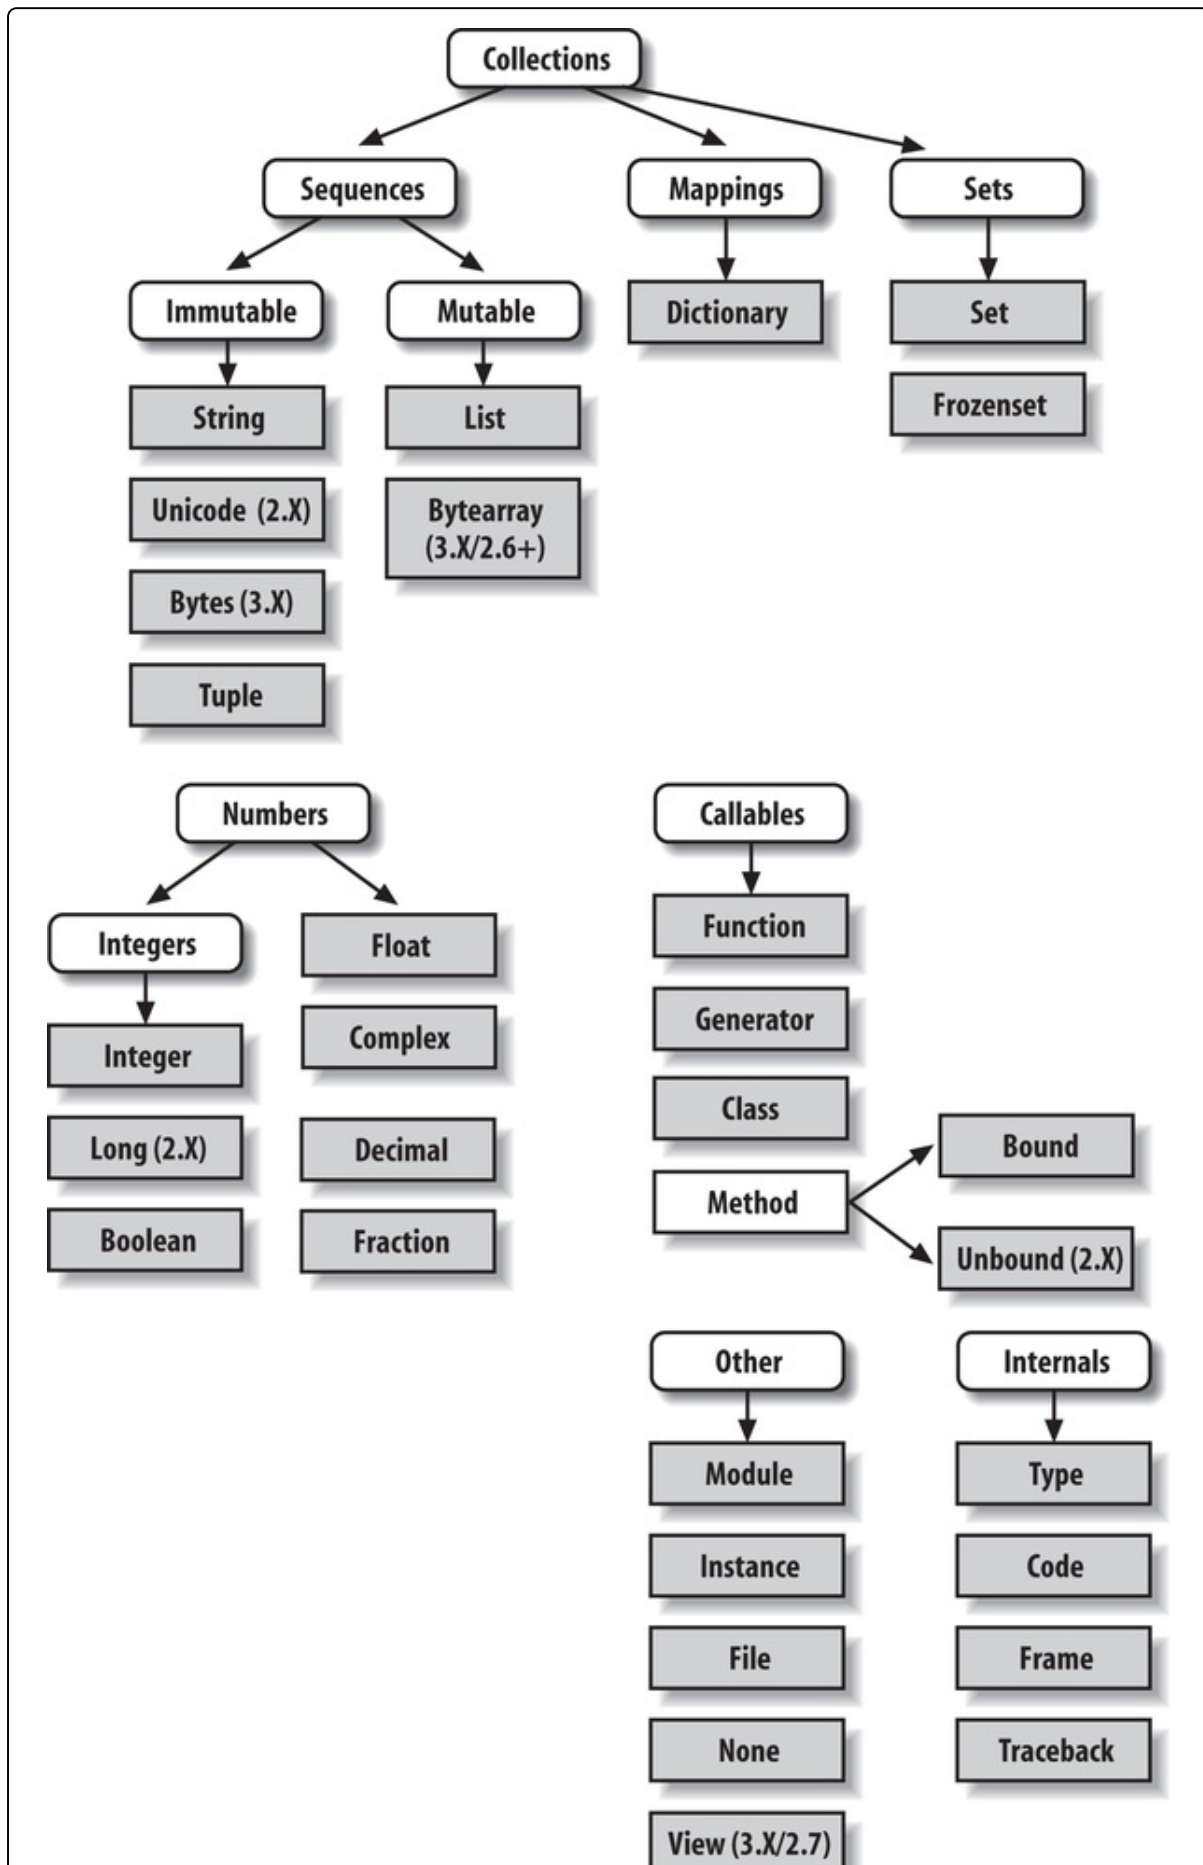 Collections
Sequences
Mappings
Sets
Immutable
Mutable
Dictionary
Set
String
List
Frozenset
Unicode (2.X)
Bytearray
(3.X/2.6+)
Bytes (3.X)
Tuple
Numbers
Callables
Integers
Float
Function
Integer
Complex
Generator
Long (2.X)
Decimal
Class
Bound
Boolean
Fraction
Method
Unbound (2.X)
Other
Internals
Module
Type
Instance
Code
File
Frame
None
Traceback
View (3.X/2.7)